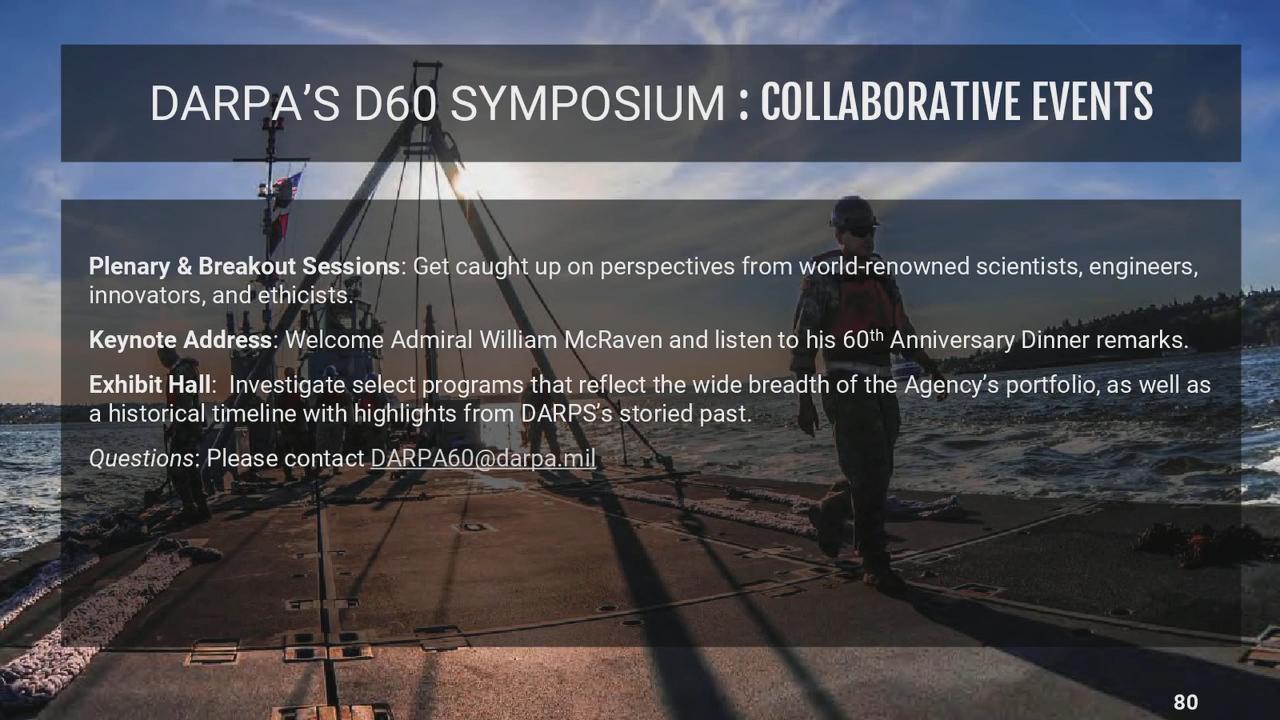 DARPA’S D60 SYMPOSIUM : COLLABORATIVE EVENTS
Plenary & Breakout Sessions: Get caught up on perspectives from world-renowned scientists, engineers,
innovators, and ethicists.
Keynote Address: Welcome Admiral William McRaven and listen to his 60th Anniversary Dinner remarks.
Exhibit Hall:  Investigate select programs that reflect the wide breadth of the Agency’s portfolio, as well as
a historical timeline with highlights from DARPS’s storied past.
Questions: Please contact DARPA60@darpa.mil
80